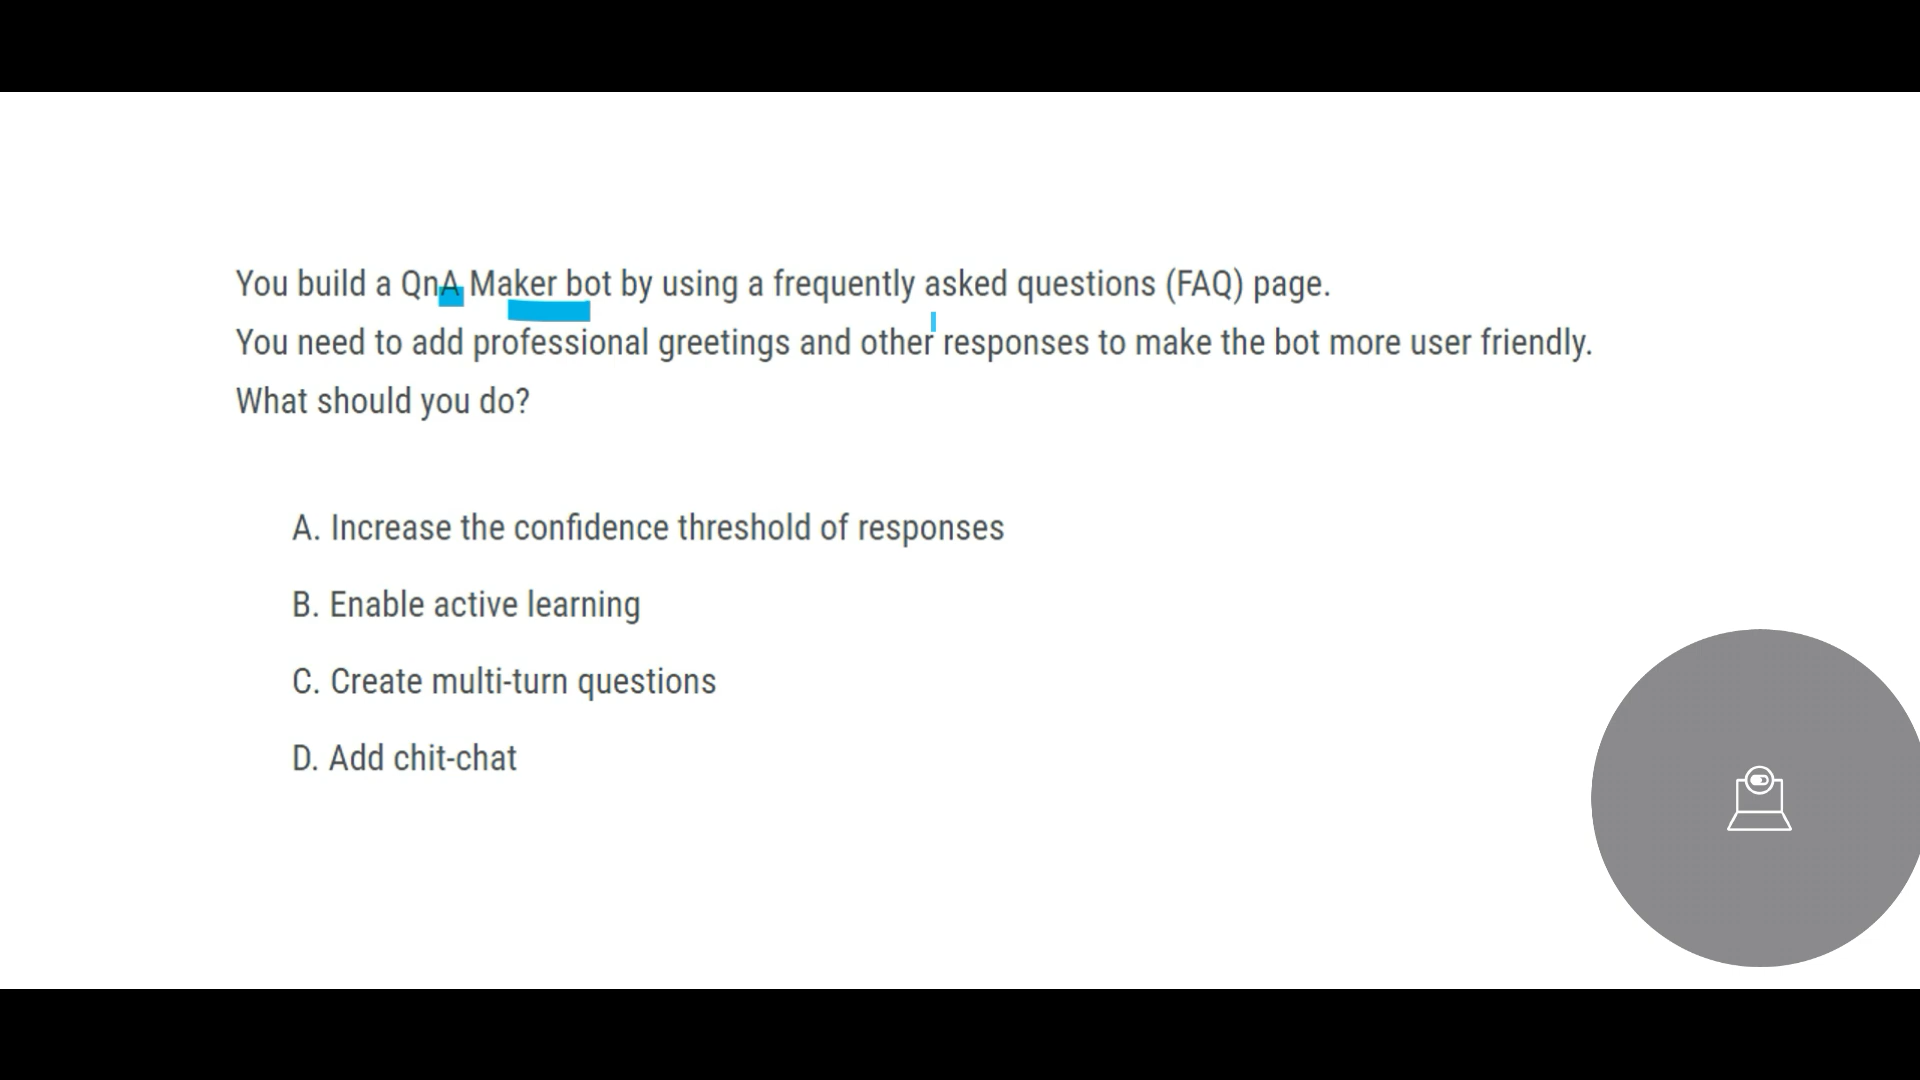 You build a QnA Maker bot by using a frequently asked questions (FAQ) page.
You need to add professional greetings and other responses to make the bot more user friendly.
What should you do?
A. Increase the confidence threshold of responses
B. Enable active learning
C. Create multi-turn questions
D. Add chit-chat